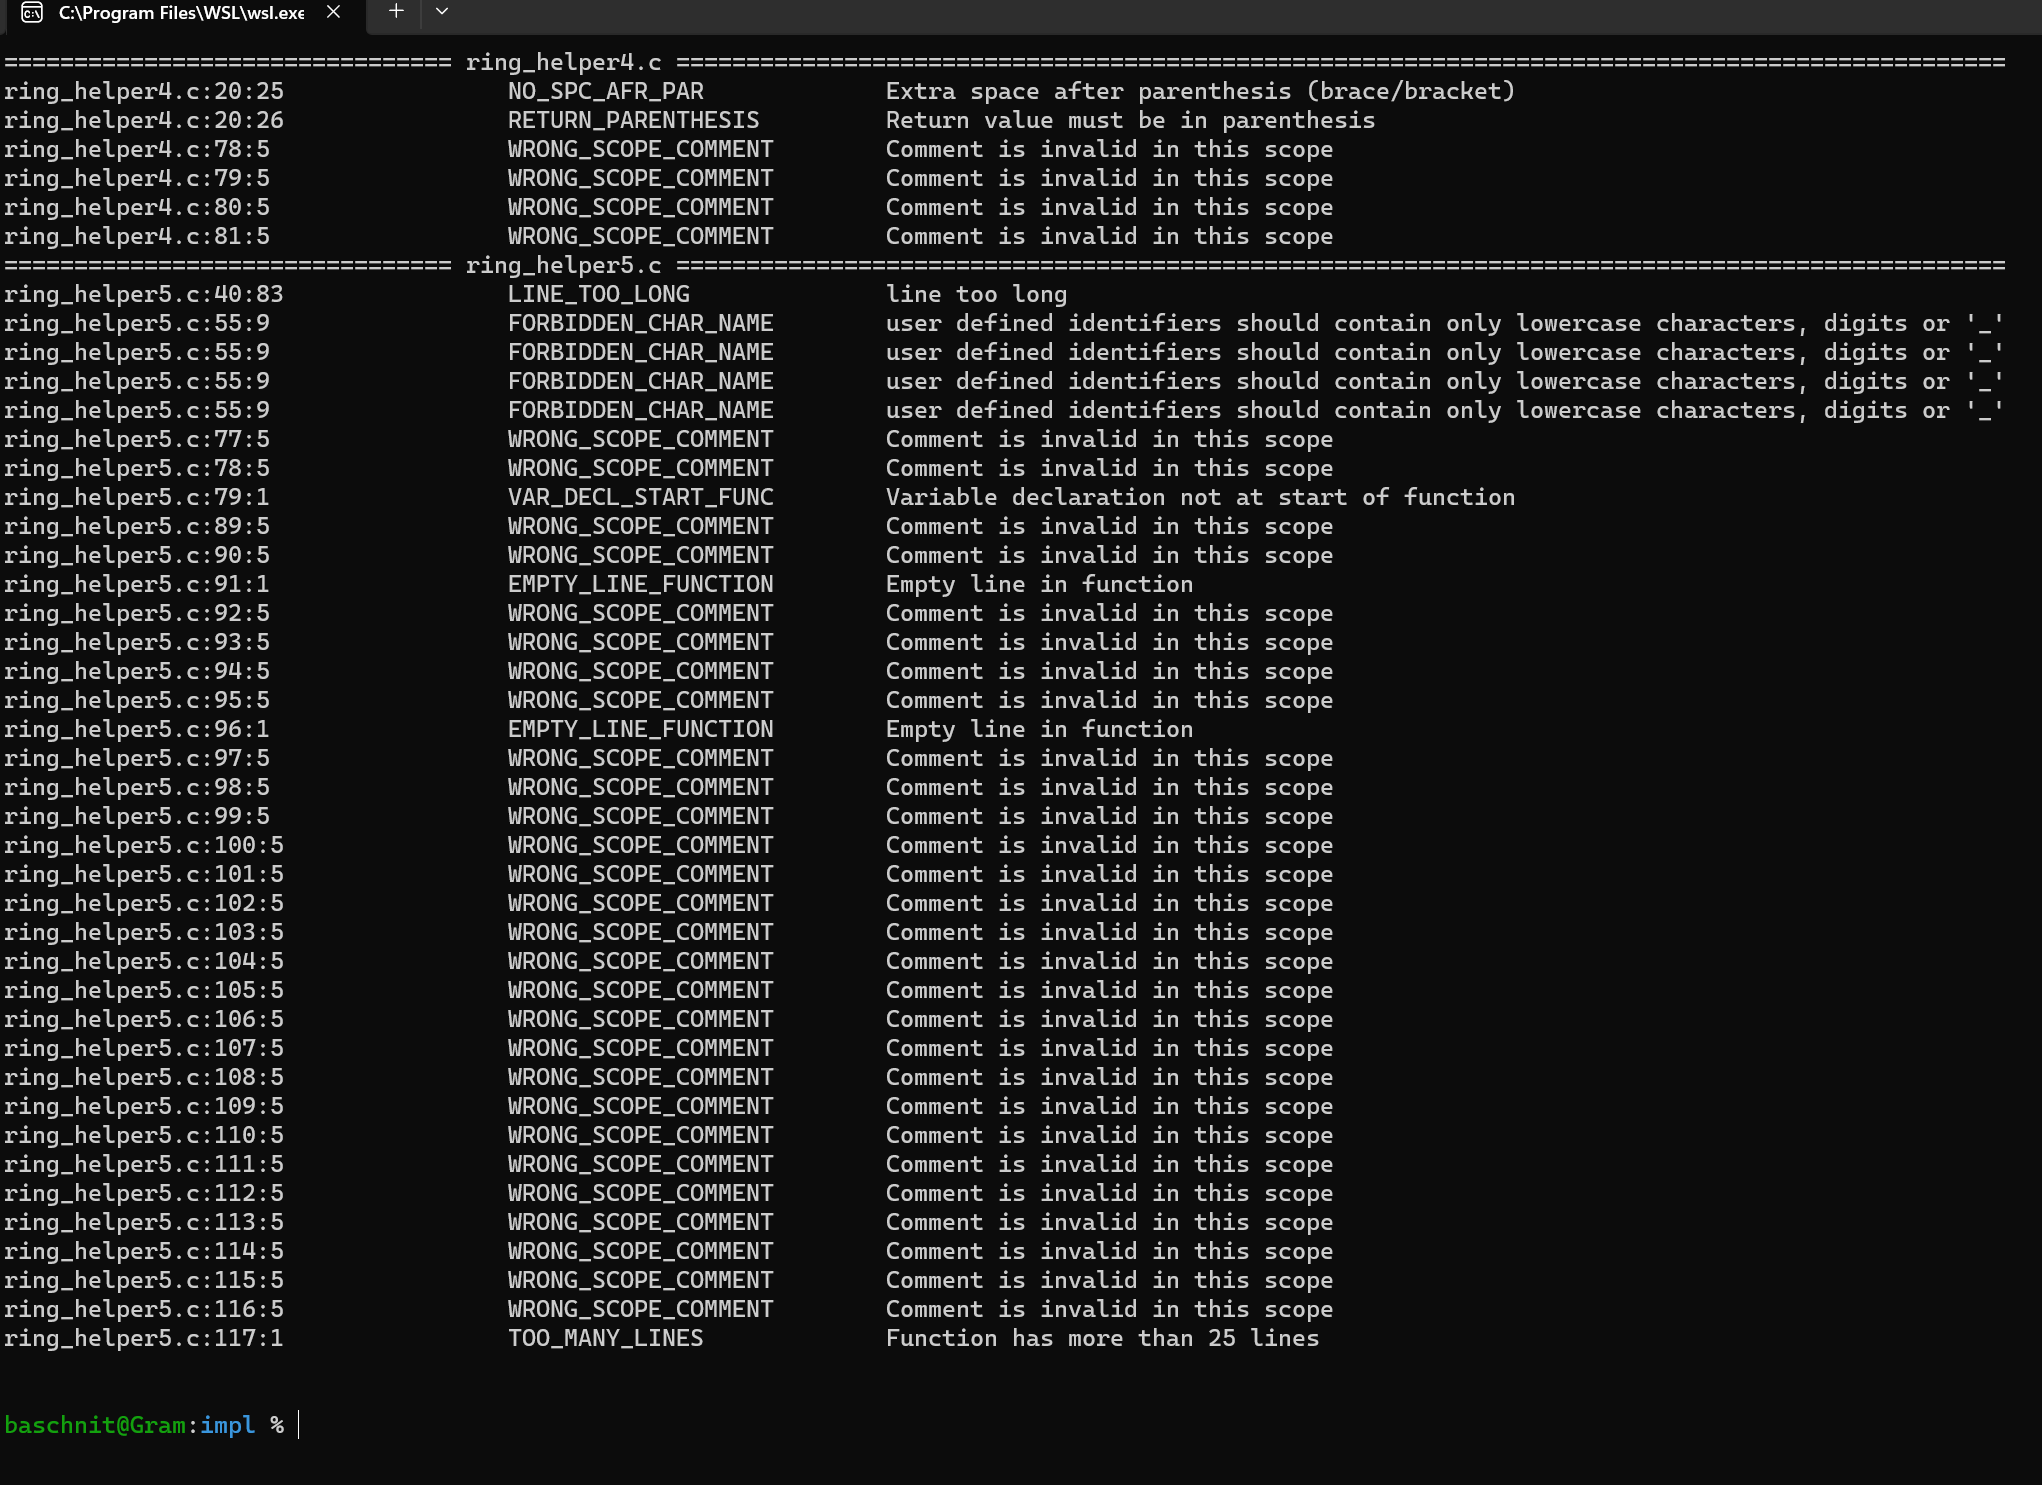 C:\Program Files\WSL\wsl.exe
================================ ring_helper4.c ===============================================================================================
ring_helper4.c:20:25 NO_SPC_AFR_PAR Extra space after parenthesis (brace/bracket)
ring_helper4.c:20:26 RETURN_PARENTHESIS Return value must be in parenthesis
ring_helper4.c:78:5 WRONG_SCOPE_COMMENT Comment is invalid in this scope
ring_helper4.c:79:5 WRONG_SCOPE_COMMENT Comment is invalid in this scope
ring_helper4.c:80:5 WRONG_SCOPE_COMMENT Comment is invalid in this scope
ring_helper4.c:81:5 WRONG_SCOPE_COMMENT Comment is invalid in this scope
================================ ring_helper5.c ===============================================================================================
ring_helper5.c:40:83 LINE_TOO_LONG line too long
ring_helper5.c:55:9 FORBIDDEN_CHAR_NAME user defined identifiers should contain only lowercase characters, digits or '_'
ring_helper5.c:55:9 FORBIDDEN_CHAR_NAME user defined identifiers should contain only lowercase characters, digits or '_'
ring_helper5.c:55:9 FORBIDDEN_CHAR_NAME user defined identifiers should contain only lowercase characters, digits or '_'
ring_helper5.c:55:9 FORBIDDEN_CHAR_NAME user defined identifiers should contain only lowercase characters, digits or '_'
ring_helper5.c:77:5 WRONG_SCOPE_COMMENT Comment is invalid in this scope
ring_helper5.c:78:5 WRONG_SCOPE_COMMENT Comment is invalid in this scope
ring_helper5.c:79:1 VAR_DECL_START_FUNC Variable declaration not at start of function
ring_helper5.c:89:5 WRONG_SCOPE_COMMENT Comment is invalid in this scope
ring_helper5.c:90:5 WRONG_SCOPE_COMMENT Comment is invalid in this scope
ring_helper5.c:91:1 EMPTY_LINE_FUNCTION Empty line in function
ring_helper5.c:92:5 WRONG_SCOPE_COMMENT Comment is invalid in this scope
ring_helper5.c:93:5 WRONG_SCOPE_COMMENT Comment is invalid in this scope
ring_helper5.c:94:5 WRONG_SCOPE_COMMENT Comment is invalid in this scope
ring_helper5.c:95:5 WRONG_SCOPE_COMMENT Comment is invalid in this scope
ring_helper5.c:96:1 EMPTY_LINE_FUNCTION Empty line in function
ring_helper5.c:97:5 WRONG_SCOPE_COMMENT Comment is invalid in this scope
ring_helper5.c:98:5 WRONG_SCOPE_COMMENT Comment is invalid in this scope
ring_helper5.c:99:5 WRONG_SCOPE_COMMENT Comment is invalid in this scope
ring_helper5.c:100:5 WRONG_SCOPE_COMMENT Comment is invalid in this scope
ring_helper5.c:101:5 WRONG_SCOPE_COMMENT Comment is invalid in this scope
ring_helper5.c:102:5 WRONG_SCOPE_COMMENT Comment is invalid in this scope
ring_helper5.c:103:5 WRONG_SCOPE_COMMENT Comment is invalid in this scope
ring_helper5.c:104:5 WRONG_SCOPE_COMMENT Comment is invalid in this scope
ring_helper5.c:105:5 WRONG_SCOPE_COMMENT Comment is invalid in this scope
ring_helper5.c:106:5 WRONG_SCOPE_COMMENT Comment is invalid in this scope
ring_helper5.c:107:5 WRONG_SCOPE_COMMENT Comment is invalid in this scope
ring_helper5.c:108:5 WRONG_SCOPE_COMMENT Comment is invalid in this scope
ring_helper5.c:109:5 WRONG_SCOPE_COMMENT Comment is invalid in this scope
ring_helper5.c:110:5 WRONG_SCOPE_COMMENT Comment is invalid in this scope
ring_helper5.c:111:5 WRONG_SCOPE_COMMENT Comment is invalid in this scope
ring_helper5.c:112:5 WRONG_SCOPE_COMMENT Comment is invalid in this scope
ring_helper5.c:113:5 WRONG_SCOPE_COMMENT Comment is invalid in this scope
ring_helper5.c:114:5 WRONG_SCOPE_COMMENT Comment is invalid in this scope
ring_helper5.c:115:5 WRONG_SCOPE_COMMENT Comment is invalid in this scope
ring_helper5.c:116:5 WRONG_SCOPE_COMMENT Comment is invalid in this scope
ring_helper5.c:117:1 TOO_MANY_LINES Function has more than 25 lines
baschnit@Gram:impl %